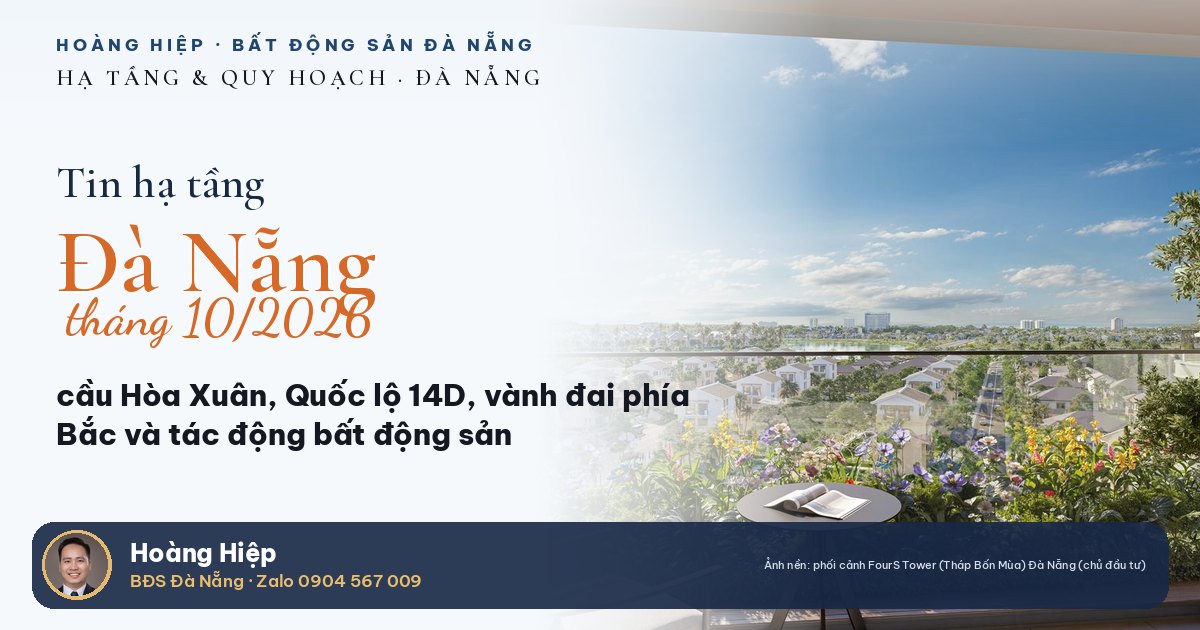 HOÀNG HIỆP · BẤT ĐỘNG SẢN ĐÀ NẴNG
HẠ TẦNG & QUY HOẠCH · ĐÀ NẴNG
Tin hạ tầng
Đà Nẵng
tháng 10/2026
cầu Hòa Xuân, Quốc lộ 14D, vành đai phía
Bắc và tác động bất động sản
Hoàng Hiệp
BĐS Đà Nẵng · Zalo 0904 567 009
Ảnh nền: phối cảnh FourS Tower (Tháp Bốn Mùa) Đà Nẵng (chủ đầu tư)